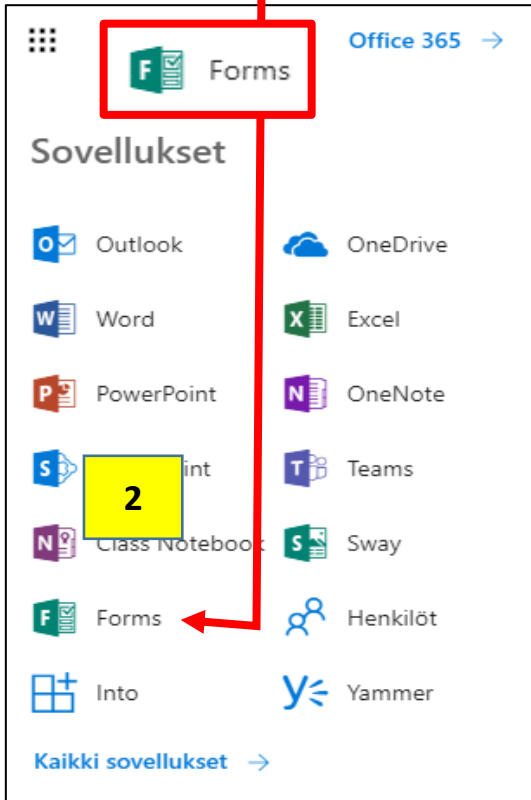 Forms
Office 365 →
Sovellukset
Outlook
OneDrive
Word
Excel
PowerPoint
OneNote
int
Teams
2
Class Notebook
Sway
Forms
Henkilöt
Into
Yammer
Kaikki sovellukset →